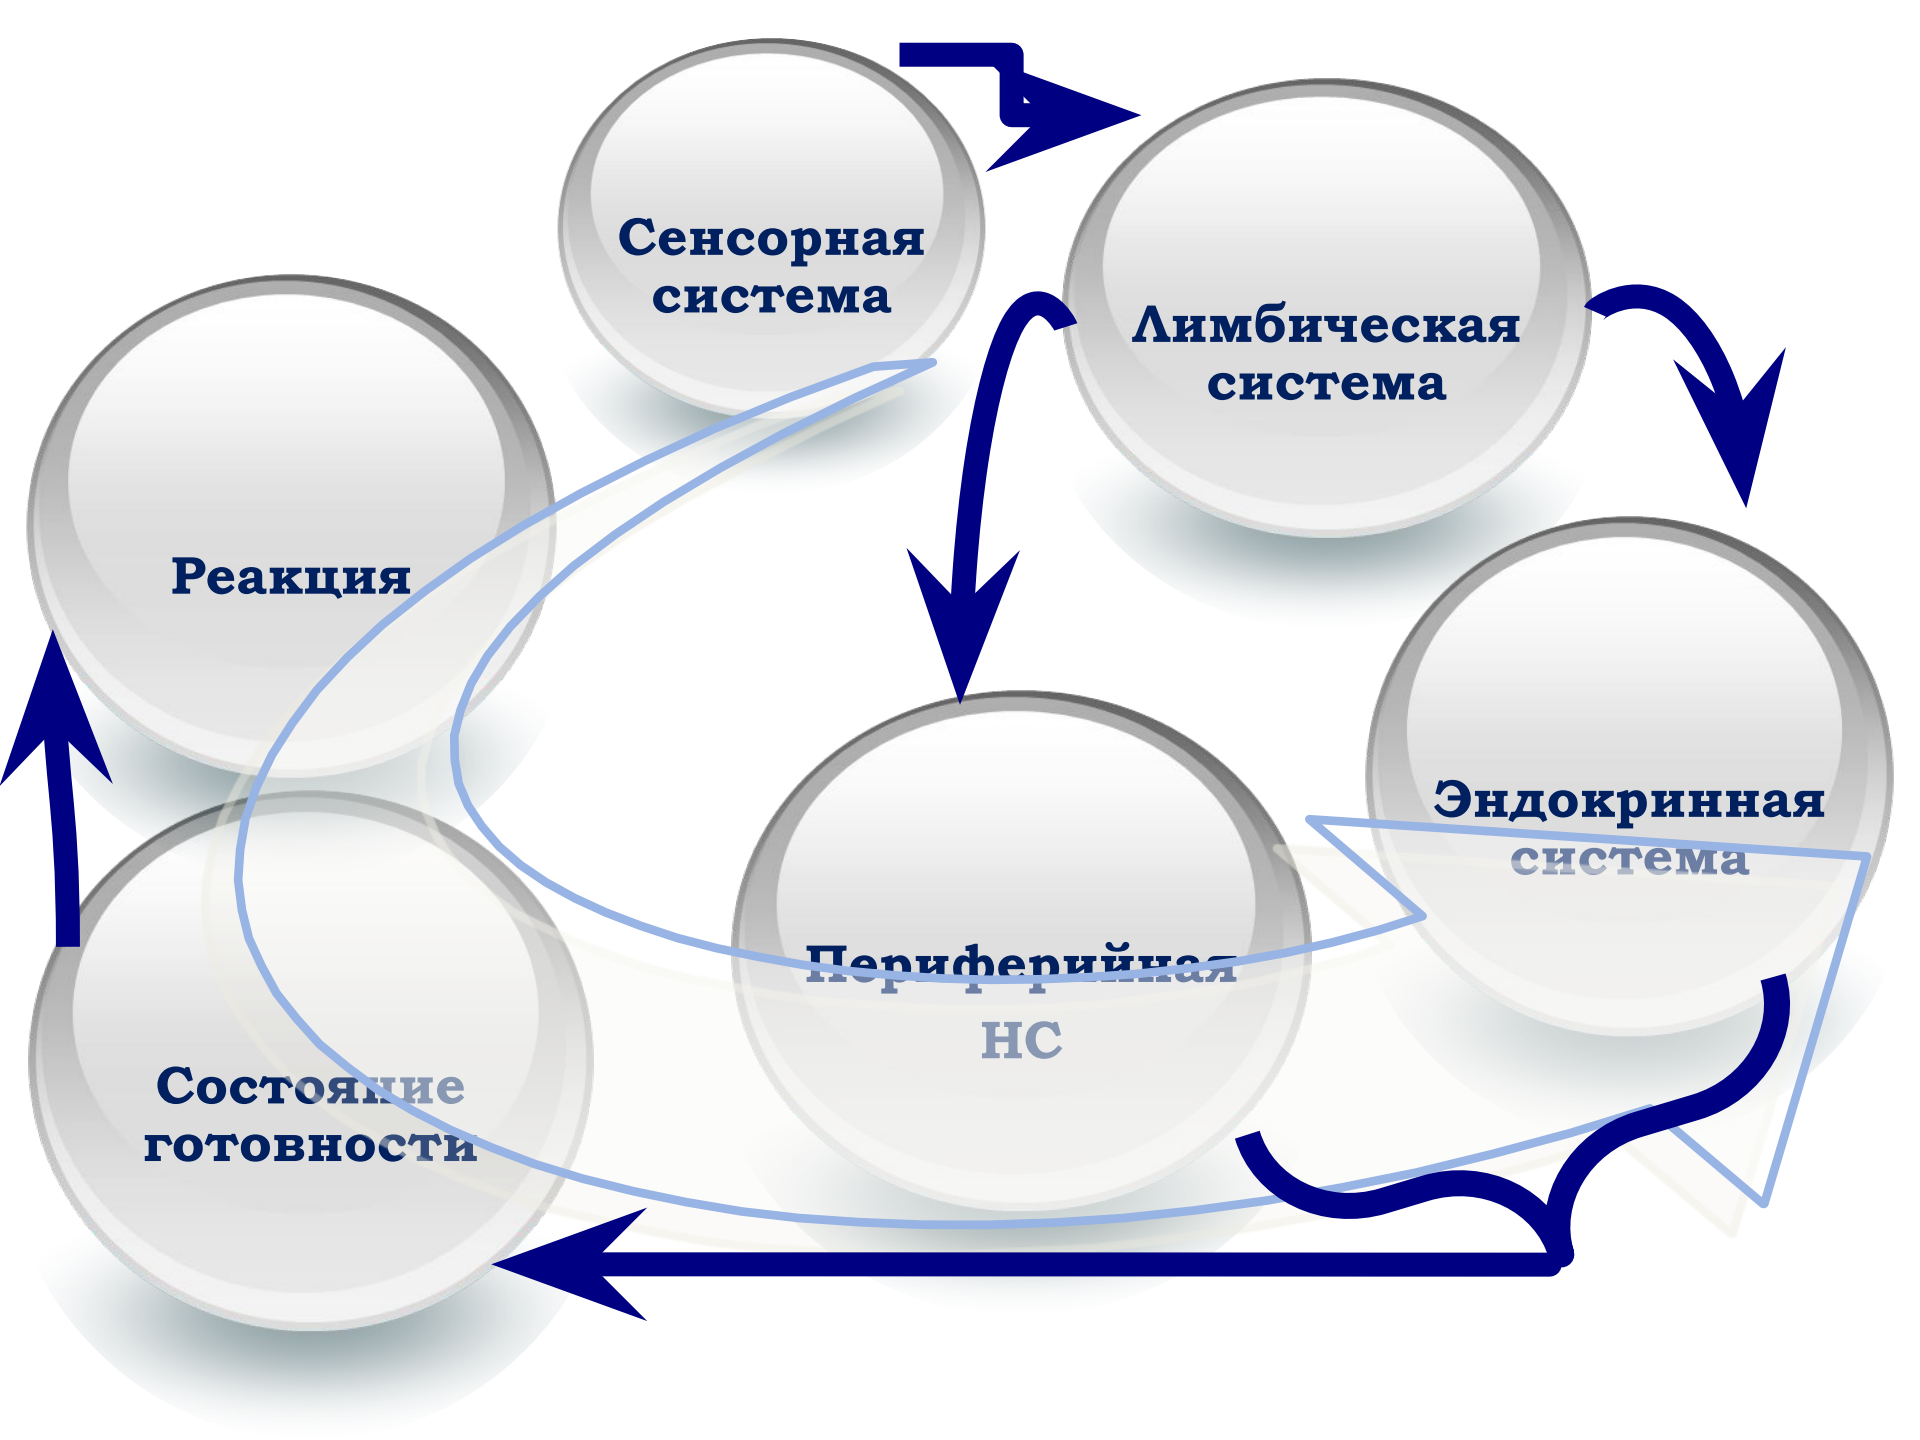 Сенсорная
система
Лимбическая
система
Реакция
Эндокринная
система
Периферийная
НС
Состояние
готовности